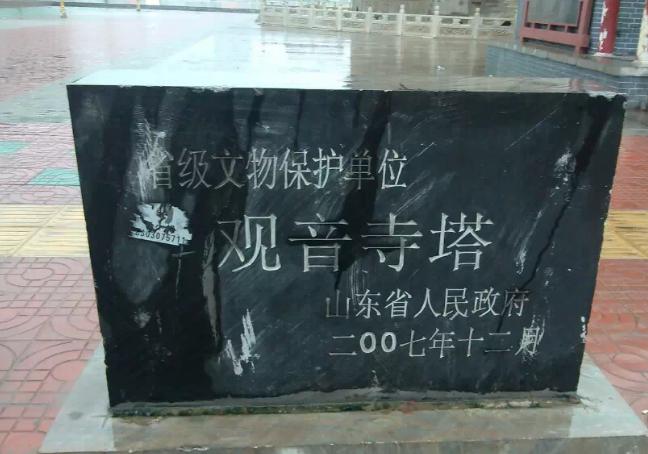 省级文物保护单位
观音寺塔
山东省人民政府
二00七年十二月